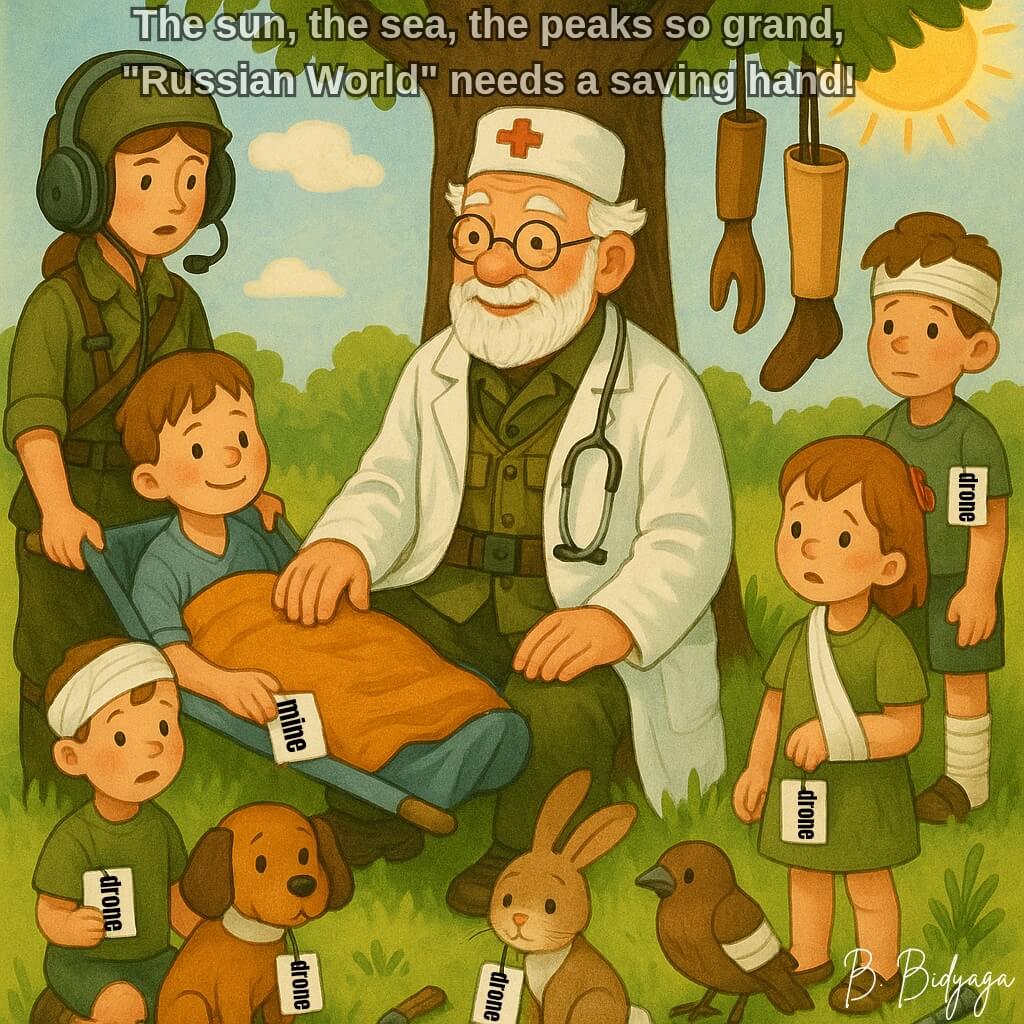 The sun, the sea, the peaks so grand,
"Russian World" needs a saving hand!
drone
mine
drone
drone
drone
drone
B. Bidyaga